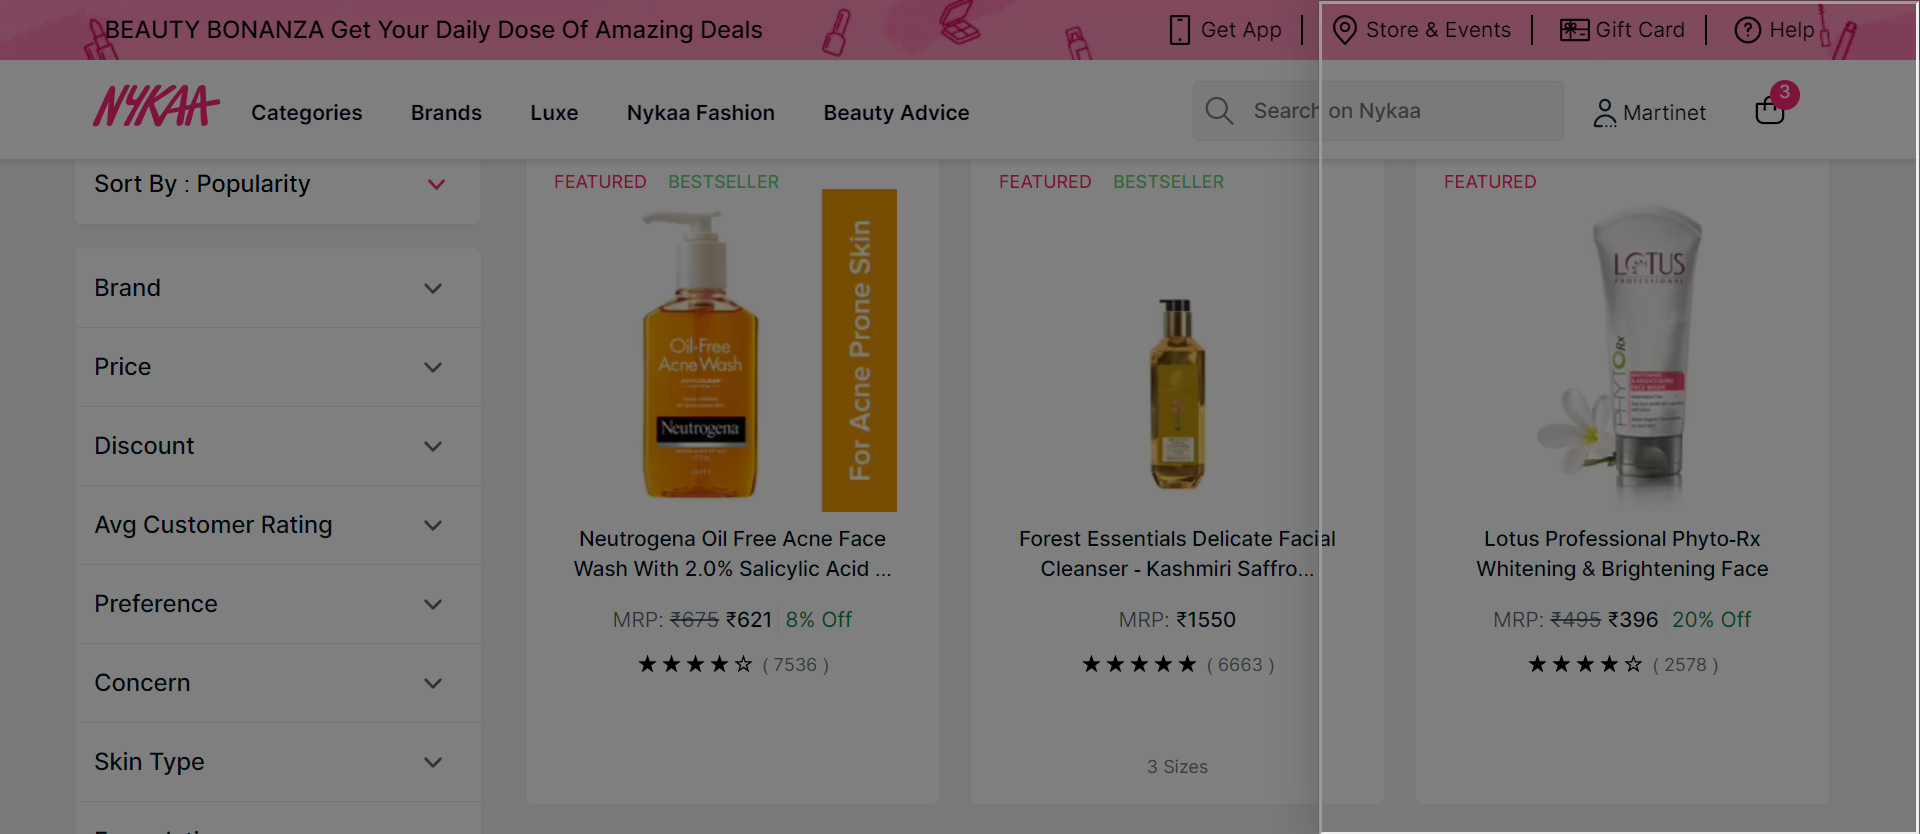 BEAUTY BONANZA Get Your Daily Dose Of Amazing Deals
Get App
Store & Events
Gift Card
Help
NYKAA
Categories
Brands
Luxe
Nykaa Fashion
Beauty Advice
Search on Nykaa
Martinet
3
Sort By : Popularity
Brand
Price
Discount
Avg Customer Rating
Preference
Concern
Skin Type
FEATURED BESTSELLER
Oil-Free
Acne Wash
Neutrogena
For Acne Prone Skin
Neutrogena Oil Free Acne Face
Wash With 2.0% Salicylic Acid ...
MRP: ₹675 ₹621 8% Off
( 7536 )
FEATURED BESTSELLER
Forest Essentials Delicate Facial
Cleanser - Kashmiri Saffro...
MRP: ₹1550
( 6663 )
3 Sizes
FEATURED
LOTUS
PROFESSIONAL
PHYTORx
WHITENING
& BRIGHTENING
FACE WASH
Lotus Professional Phyto-Rx
Whitening & Brightening Face
MRP: ₹495 ₹396 20% Off
( 2578 )